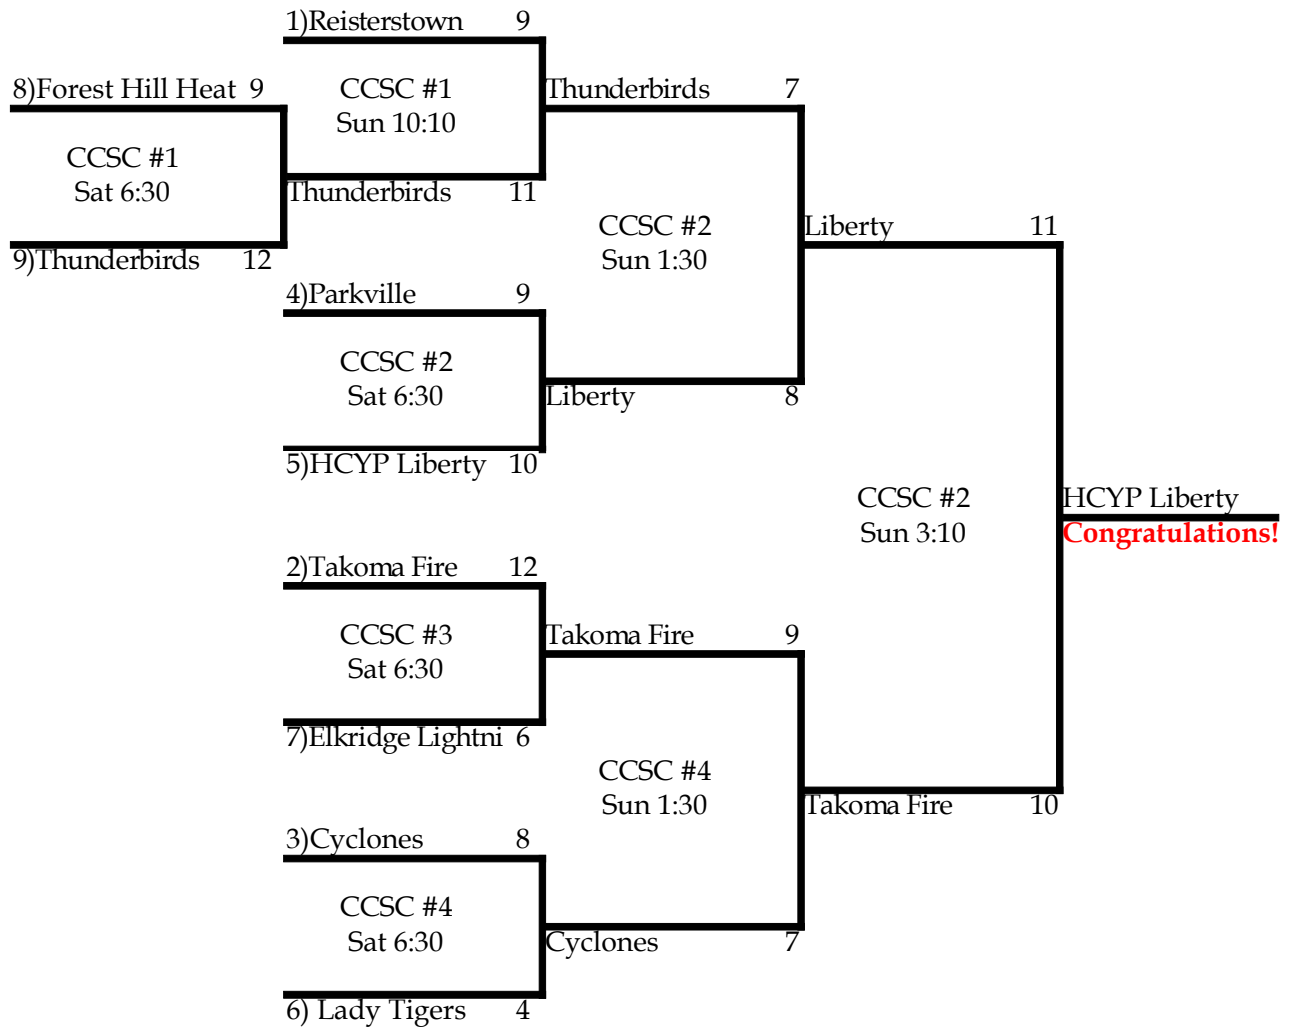 1)Reisterstown 9
8)Forest Hill Heat 9
CCSC #1
Sun 10:10
Thunderbirds 7
CCSC #1
Sat 6:30
Thunderbirds 11
9)Thunderbirds 12
CCSC #2
Sun 1:30
Liberty 11
4)Parkville 9
CCSC #2
Sat 6:30
Liberty 8
5)HCYP Liberty 10
CCSC #2
Sun 3:10
HCYP Liberty
Congratulations!
2)Takoma Fire 12
CCSC #3
Sat 6:30
Takoma Fire 9
7)Elkridge Lightni 6
CCSC #4
Sun 1:30
Takoma Fire 10
3)Cyclones 8
CCSC #4
Sat 6:30
Cyclones 7
6) Lady Tigers 4